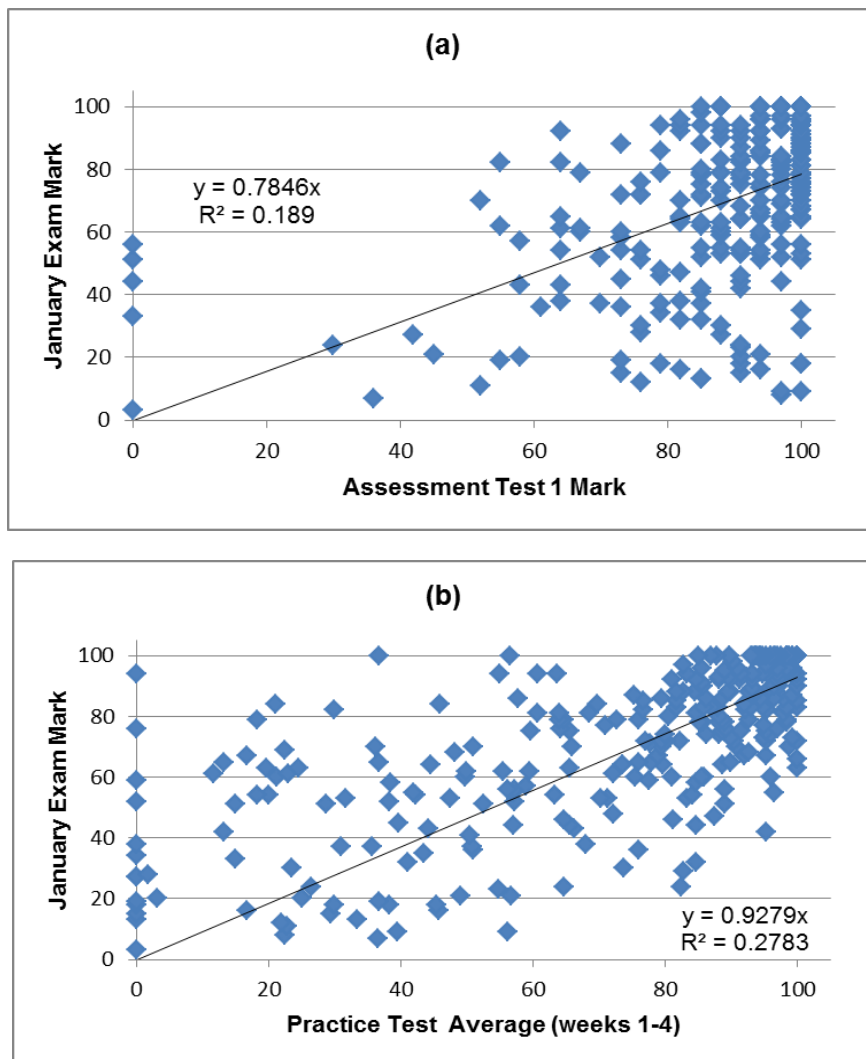 (a)
100
80
60
40
20
0
January Exam Mark
y = 0.7846x
R² = 0.189
0 20 40 60 80 100
Assessment Test 1 Mark
(b)
100
80
60
40
20
0
January Exam Mark
y = 0.9279x
R² = 0.2783
0 20 40 60 80 100
Practice Test Average (weeks 1-4)